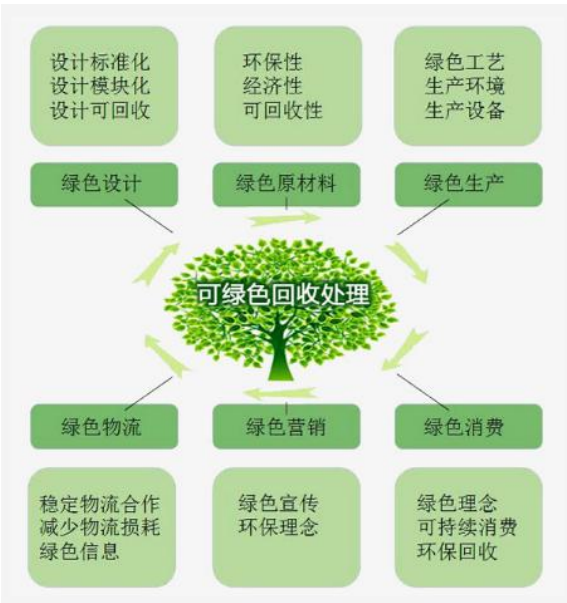 设计标准化
设计模块化
设计可回收
环保性
经济性
可回收性
绿色工艺
生产环境
生产设备
绿色设计
绿色原材料
绿色生产
可绿色回收处理
绿色物流
绿色营销
绿色消费
稳定物流合作
减少物流损耗
绿色信息
绿色宣传
环保理念
绿色理念
可持续消费
环保回收